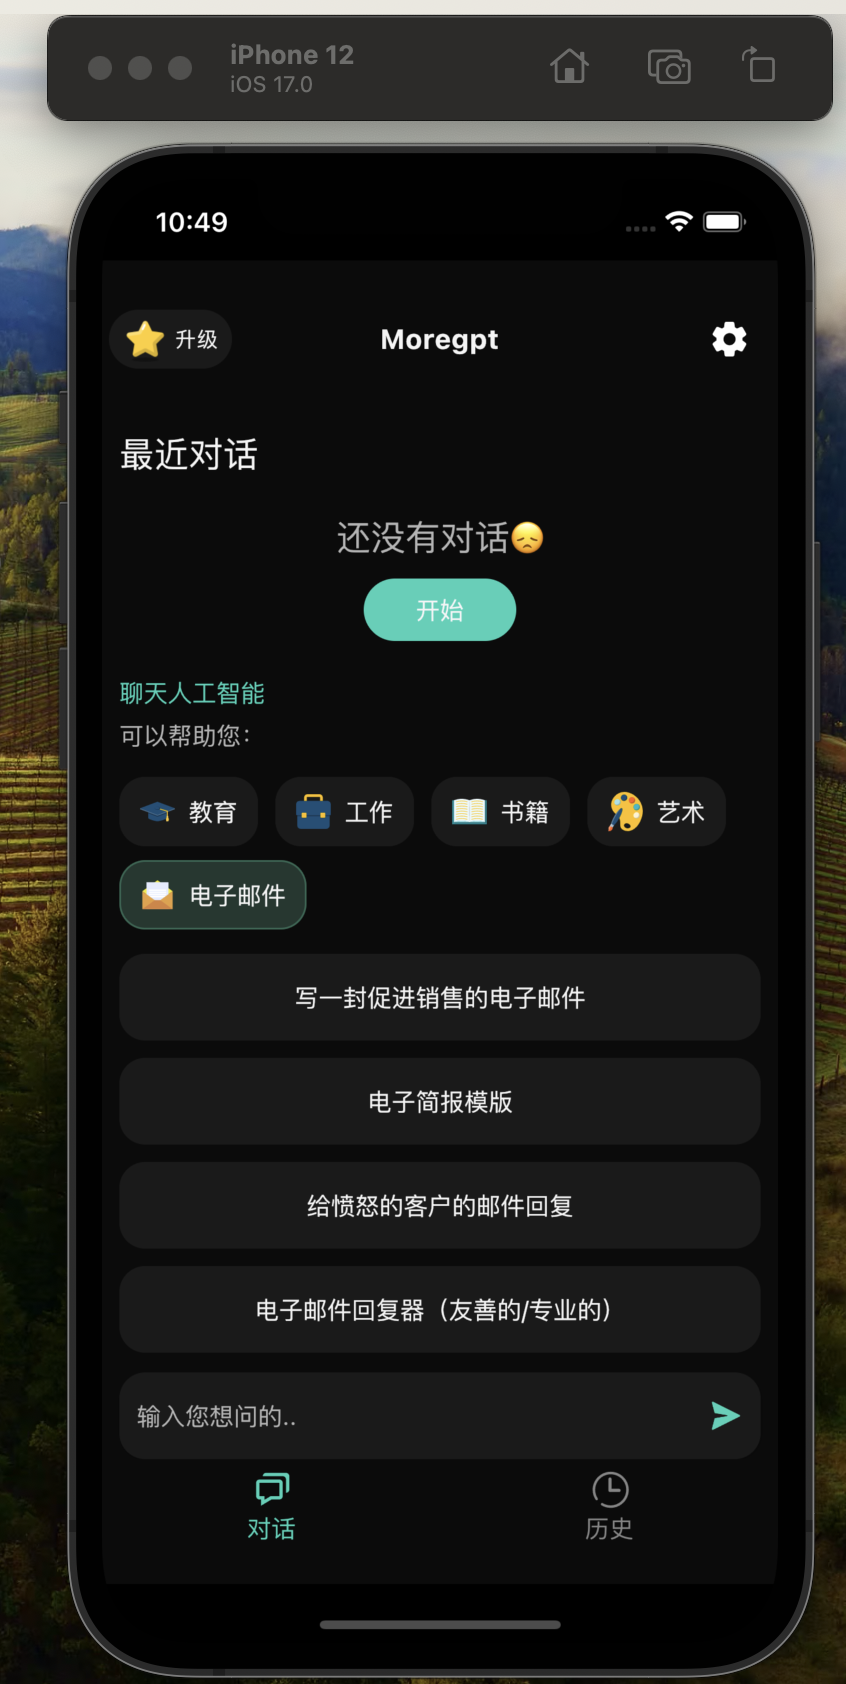 iPhone 12
iOS 17.0
10:49
升级
Moregpt
最近对话
还没有对话😞
开始
聊天人工智能
可以帮助您：
教育
工作
书籍
艺术
电子邮件
写一封促进销售的电子邮件
电子简报模版
给愤怒的客户的邮件回复
电子邮件回复器（友善的/专业的）
输入您想问的..
对话
历史